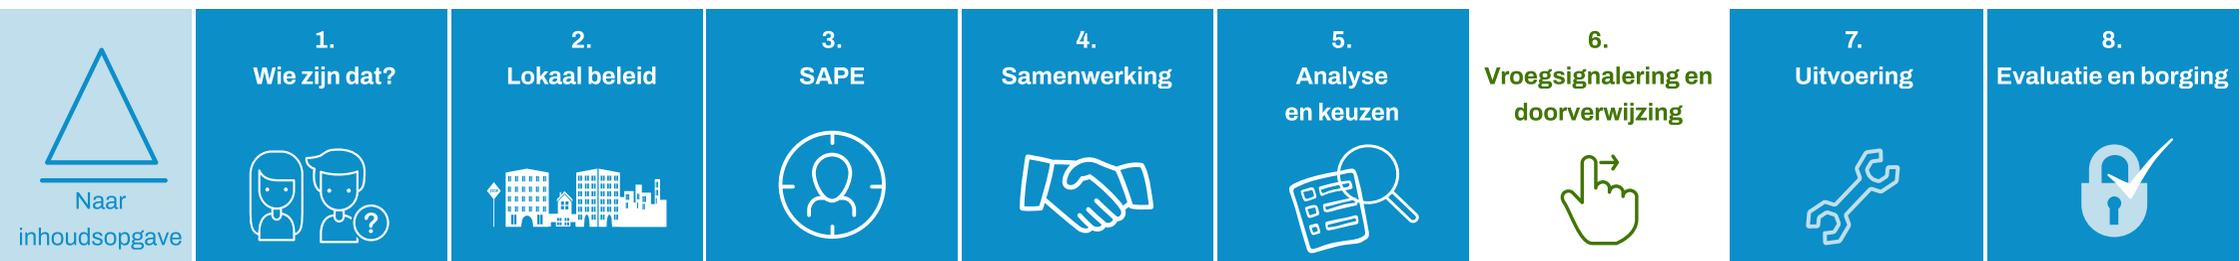 Naar
inhoudsopgave
1.
Wie zijn dat?
?
2.
Lokaal beleid
3.
SAPE
4.
Samenwerking
5.
Analyse
en keuzen
6.
Vroegsignalering en
doorverwijzing
7.
Uitvoering
8.
Evaluatie en borging